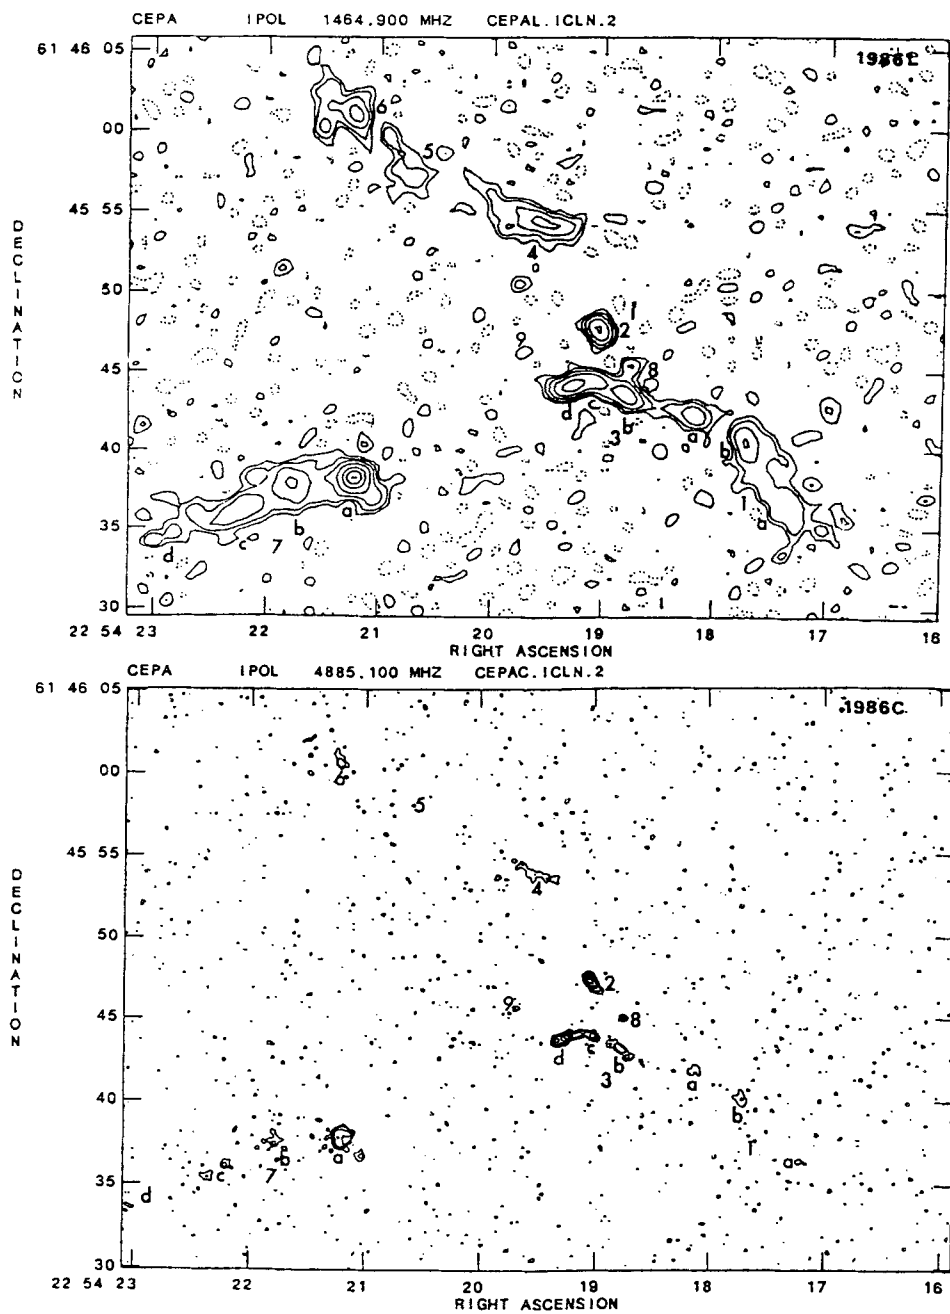 CEPA IPOL 1464.900 MHZ CEPAL.ICLN.2
61 46 05
1986L
6
00
5
45 55
4
DECLINATION
50
1
2
9
45
8
d c b
3 a
40
b
1
a
35
a
b
7
c
d
30
22 54 23 22 21 20 19 18 17 16
RIGHT ASCENSION
CEPA IPOL 4885.100 MHZ CEPAC.ICLN.2
61 46 05
1986C
00
5
45 55
4
DECLINATION
50
2
9
45
8
d c b
3 a
40
b
1
a
a
b
7
c
35
d
30
22 54 23 22 21 20 19 18 17 16
RIGHT ASCENSION